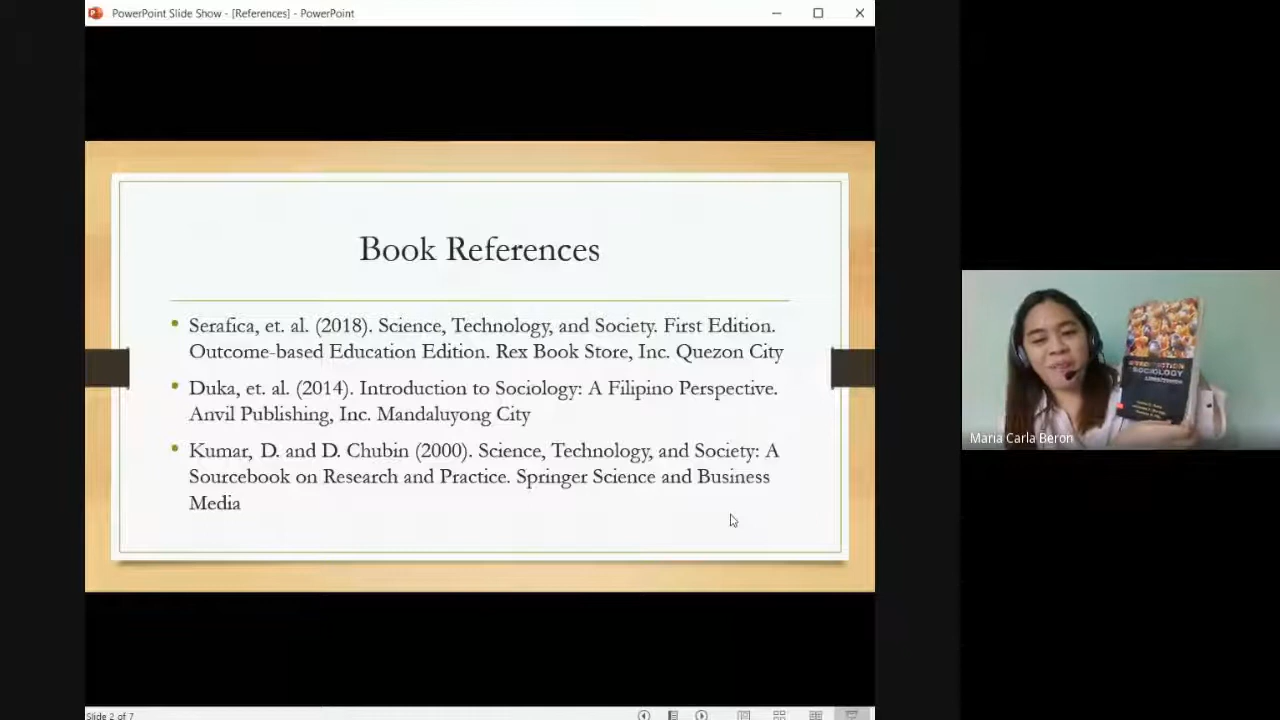 PowerPoint Slide Show - [References] - PowerPoint
Book References
• Serafica, et. al. (2018). Science, Technology, and Society. First Edition.
Outcome-based Education Edition. Rex Book Store, Inc. Quezon City
• Duka, et. al. (2014). Introduction to Sociology: A Filipino Perspective.
Anvil Publishing, Inc. Mandaluyong City
• Kumar, D. and D. Chubin (2000). Science, Technology, and Society: A
Sourcebook on Research and Practice. Springer Science and Business
Media
SOCIOLOGY
Maria Carla Beron
Slide 2 of 7